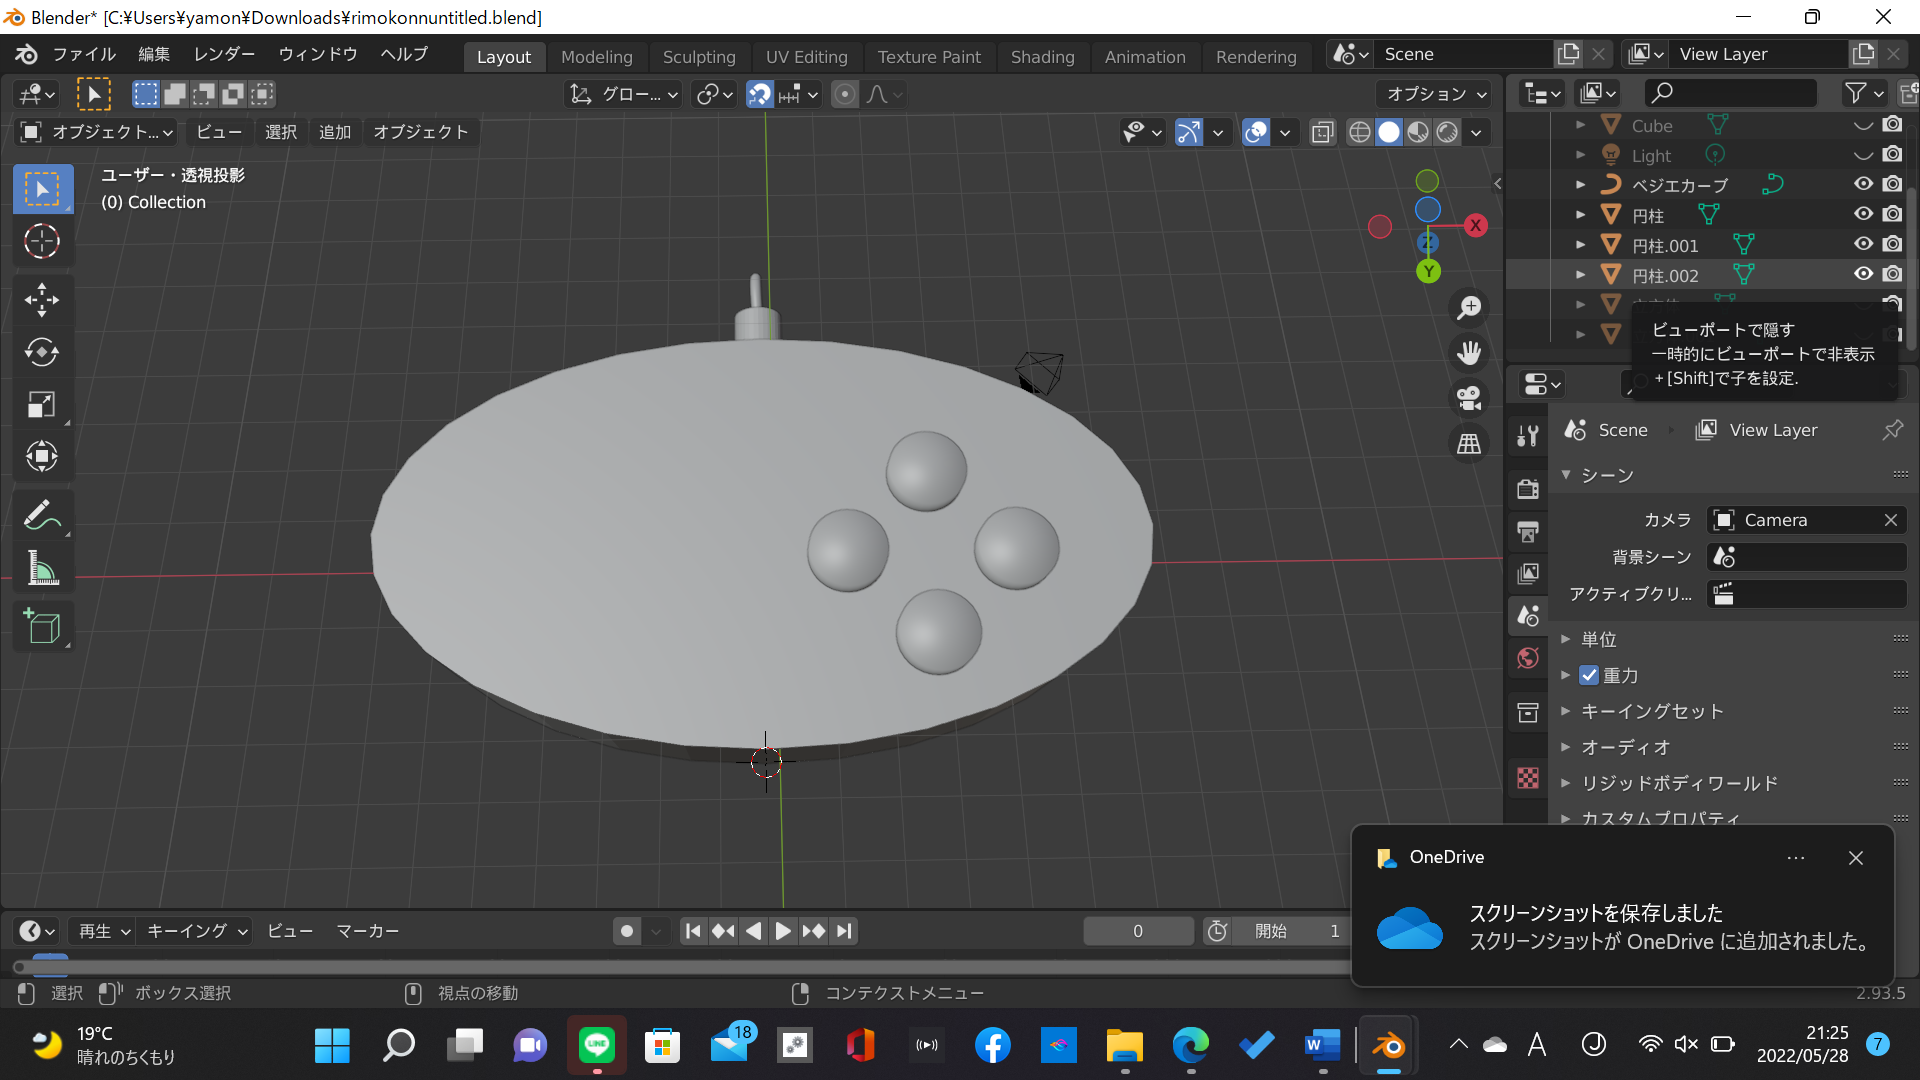 Blender* [C:¥Users¥yamon¥Downloads¥rimokonnuntitled.blend]
ファイル 編集 レンダー ウィンドウ ヘルプ Layout Modeling Sculpting UV Editing Texture Paint Shading Animation Rendering Scene View Layer
グロー... オプション
オブジェクト... ビュー 選択 追加 オブジェクト
ユーザー・透視投影
(0) Collection
X
Z
Y
Cube
Light
ベジエカーブ
円柱
円柱.001
円柱.002
ビューポートで隠す
一時的にビューポートで非表示
+ [Shift]で子を設定.
Scene View Layer
シーン
カメラ Camera
背景シーン
アクティブクリ...
単位
重力
キーイングセット
オーディオ
リジッドボディワールド
カスタムプロパティ
OneDrive
スクリーンショットを保存しました
スクリーンショットが OneDrive に追加されました。
再生 キーイング ビュー マーカー 0 開始 1
選択 ボックス選択 視点の移動 コンテクストメニュー 2.93.5
19°C
晴れのちくもり
LINE
18
W
A
J
21:25
2022/05/28
7